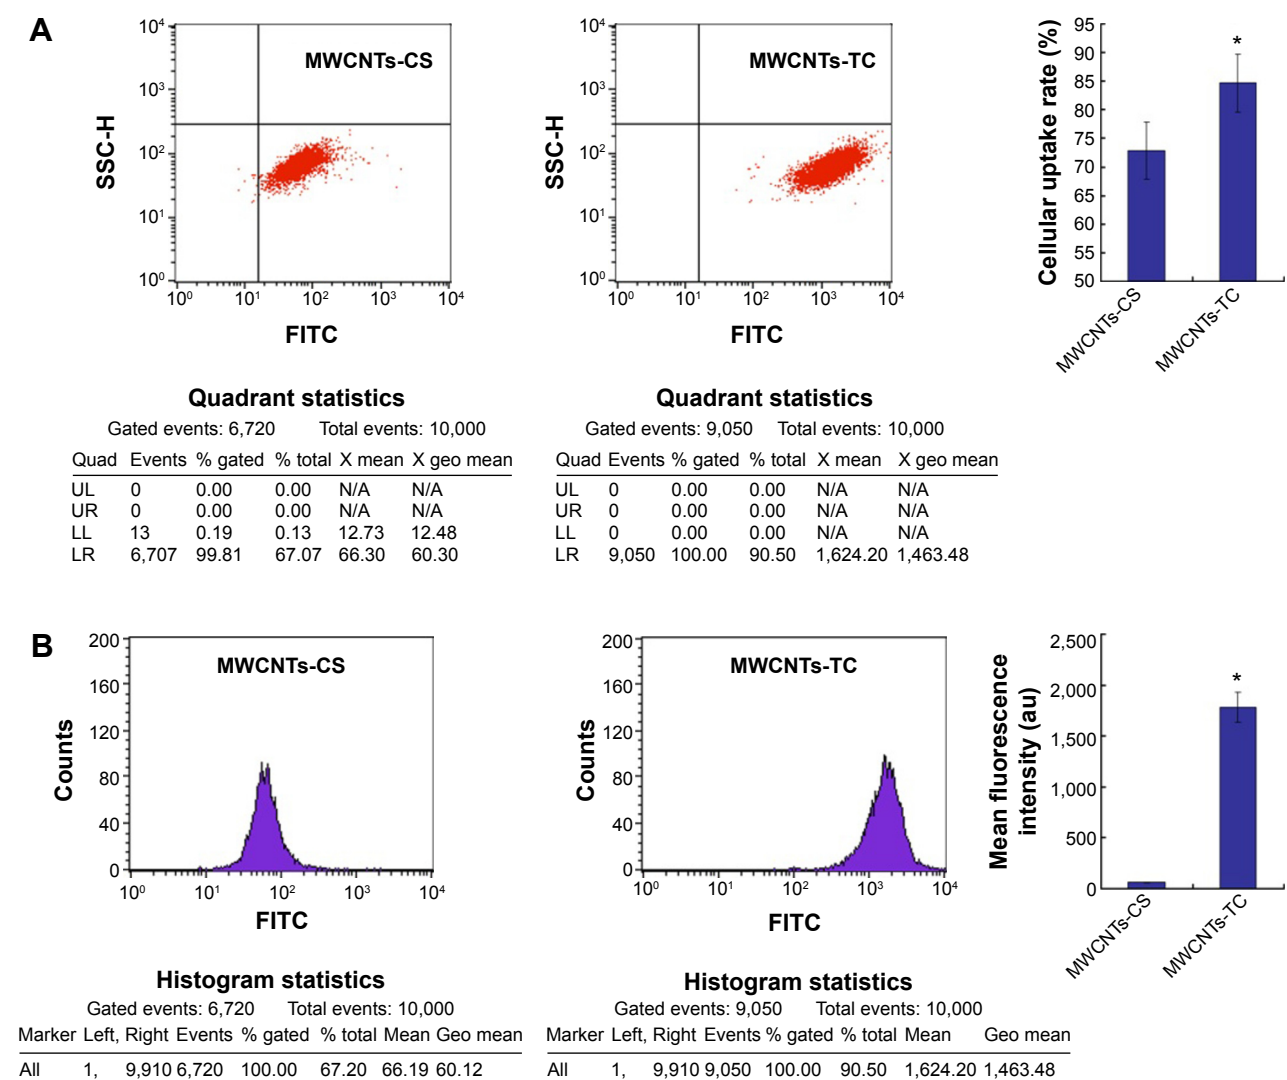 A
MWCNTs-CS
SSC-H
10⁴
10³
10²
10¹
10⁰
10⁰ 10¹ 10² 10³ 10⁴
FITC
MWCNTs-TC
SSC-H
10⁴
10³
10²
10¹
10⁰
10⁰ 10¹ 10² 10³ 10⁴
FITC
Cellular uptake rate (%)
95
90
85
80
75
70
65
60
55
50
*
MWCNTs-CS
MWCNTs-TC
Quadrant statistics
Gated events: 6,720 Total events: 10,000
Quad Events % gated % total X mean X geo mean
UL 0 0.00 0.00 N/A N/A
UR 0 0.00 0.00 N/A N/A
LL 13 0.19 0.13 12.73 12.48
LR 6,707 99.81 67.07 66.30 60.30
Quadrant statistics
Gated events: 9,050 Total events: 10,000
Quad Events % gated % total X mean X geo mean
UL 0 0.00 0.00 N/A N/A
UR 0 0.00 0.00 N/A N/A
LL 0 0.00 0.00 N/A N/A
LR 9,050 100.00 90.50 1,624.20 1,463.48
B
MWCNTs-CS
Counts
200
160
120
80
40
0
10⁰ 10¹ 10² 10³ 10⁴
FITC
MWCNTs-TC
Counts
200
160
120
80
40
0
10⁰ 10¹ 10² 10³ 10⁴
FITC
Mean fluorescence
intensity (au)
2,500
2,000
1,500
1,000
500
0
*
MWCNTs-CS
MWCNTs-TC
Histogram statistics
Gated events: 6,720 Total events: 10,000
Marker Left, Right Events % gated % total Mean Geo mean
All 1, 9,910 6,720 100.00 67.20 66.19 60.12
Histogram statistics
Gated events: 9,050 Total events: 10,000
Marker Left, Right Events % gated % total Mean Geo mean
All 1, 9,910 9,050 100.00 90.50 1,624.20 1,463.48